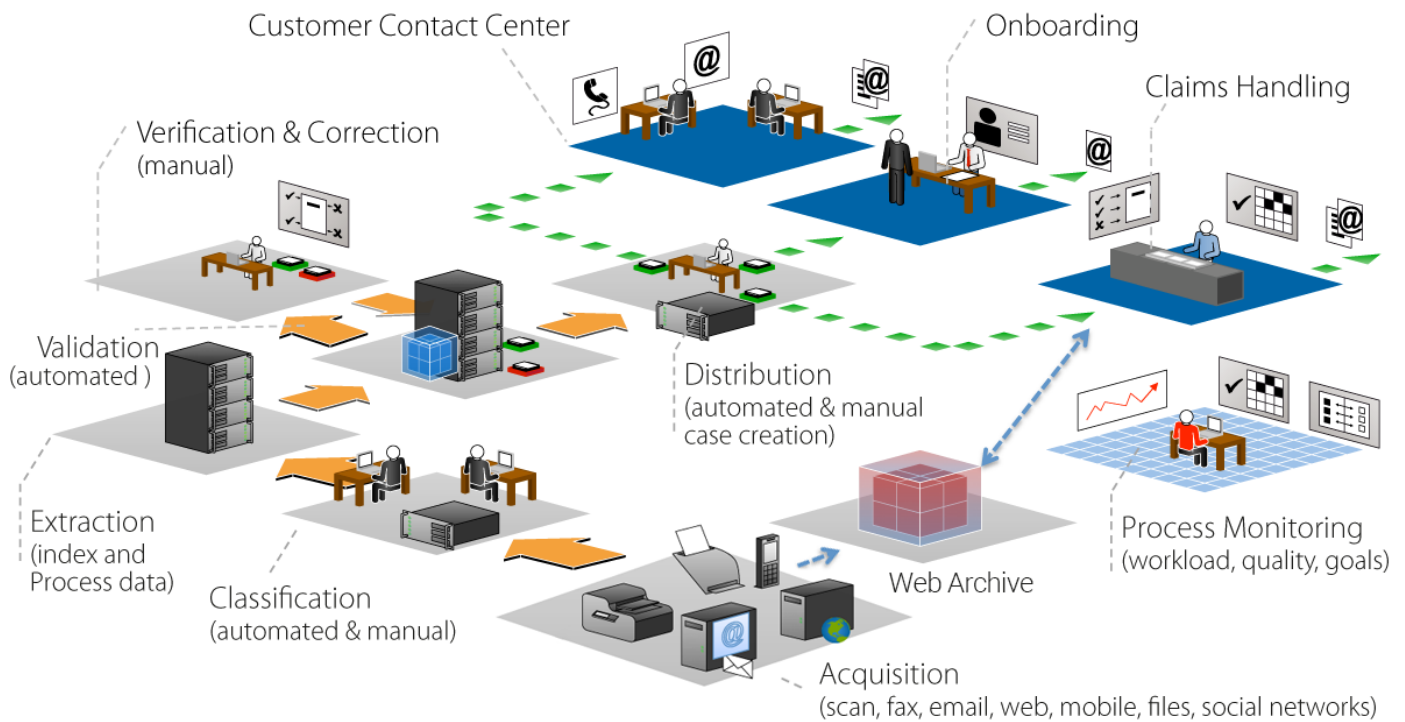 Customer Contact Center
Onboarding
Claims Handling
Verification & Correction
(manual)
@
@
@
@
@
Validation
(automated )
Distribution
(automated & manual
case creation)
Extraction
(index and
Process data)
Classification
(automated & manual)
Web Archive
Process Monitoring
(workload, quality, goals)
@
Acquisition
(scan, fax, email, web, mobile, files, social networks)